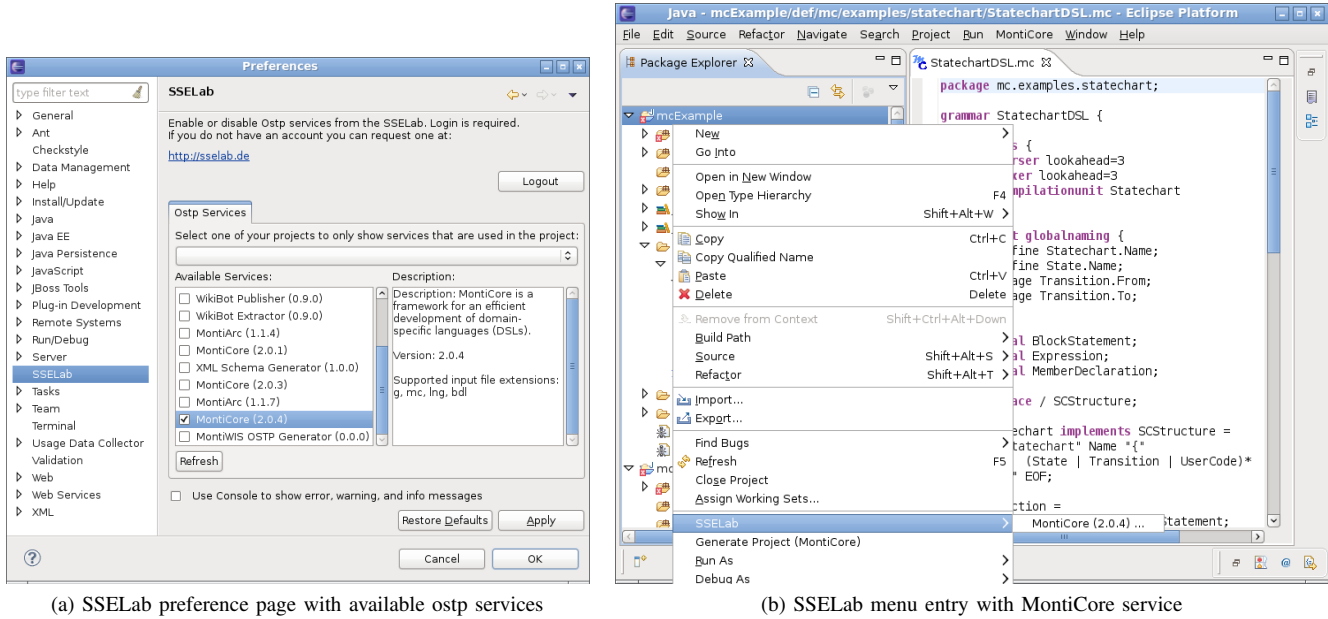 Preferences
type filter text
General
Ant
Checkstyle
Data Management
Help
Install/Update
Java
Java EE
Java Persistence
JavaScript
JBoss Tools
Plug-in Development
Remote Systems
Run/Debug
Server
SSELab
Tasks
Team
Terminal
Usage Data Collector
Validation
Web
Web Services
XML
SSELab
Enable or disable Ostp services from the SSELab. Login is required.
If you do not have an account you can request one at:
http://sselab.de
Logout
Ostp Services
Select one of your projects to only show services that are used in the project:
Available Services:
WikiBot Publisher (0.9.0)
WikiBot Extractor (0.9.0)
MontiArc (1.1.4)
MontiCore (2.0.1)
XML Schema Generator (1.0.0)
MontiCore (2.0.3)
MontiArc (1.1.7)
MontiCore (2.0.4)
MontiWIS OSTP Generator (0.0.0)
Description:
Description: MontiCore is a
framework for an efficient
development of domain-
specific languages (DSLs).
Version: 2.0.4
Supported input file extensions:
g, mc, lng, bdl
Refresh
Use Console to show error, warning, and info messages
Restore Defaults Apply
Cancel OK
(a) SSELab preference page with available ostp services
Java - mcExample/def/mc/examples/statechart/StatechartDSL.mc - Eclipse Platform
File Edit Source Refactor Navigate Search Project Run MontiCore Window Help
Package Explorer
mcExample
mc
New
Go Into
Open in New Window
Open Type Hierarchy F4
Show In Shift+Alt+W
Copy Ctrl+C
Copy Qualified Name
Paste Ctrl+V
Delete Delete
Remove from Context Shift+Ctrl+Alt+Down
Build Path
Source Shift+Alt+S
Refactor Shift+Alt+T
Import...
Export...
Find Bugs
Refresh F5
Close Project
Assign Working Sets...
SSELab
Generate Project (MontiCore)
Run As
Debug As
MontiCore (2.0.4) ...
StatechartDSL.mc
package mc.examples.statechart;
grammar StatechartDSL {
s {
rser lookahead=3
xer lookahead=3
mpilationunit Statechart
t globalnaming {
fine Statechart.Name;
fine State.Name;
age Transition.From;
age Transition.To;
al BlockStatement;
al Expression;
al MemberDeclaration;
ace / SCStructure;
echart implements SCStructure =
tatechart" Name "{"
(State | Transition | UserCode)*
" EOF;
ction =
Statement;
(b) SSELab menu entry with MontiCore service